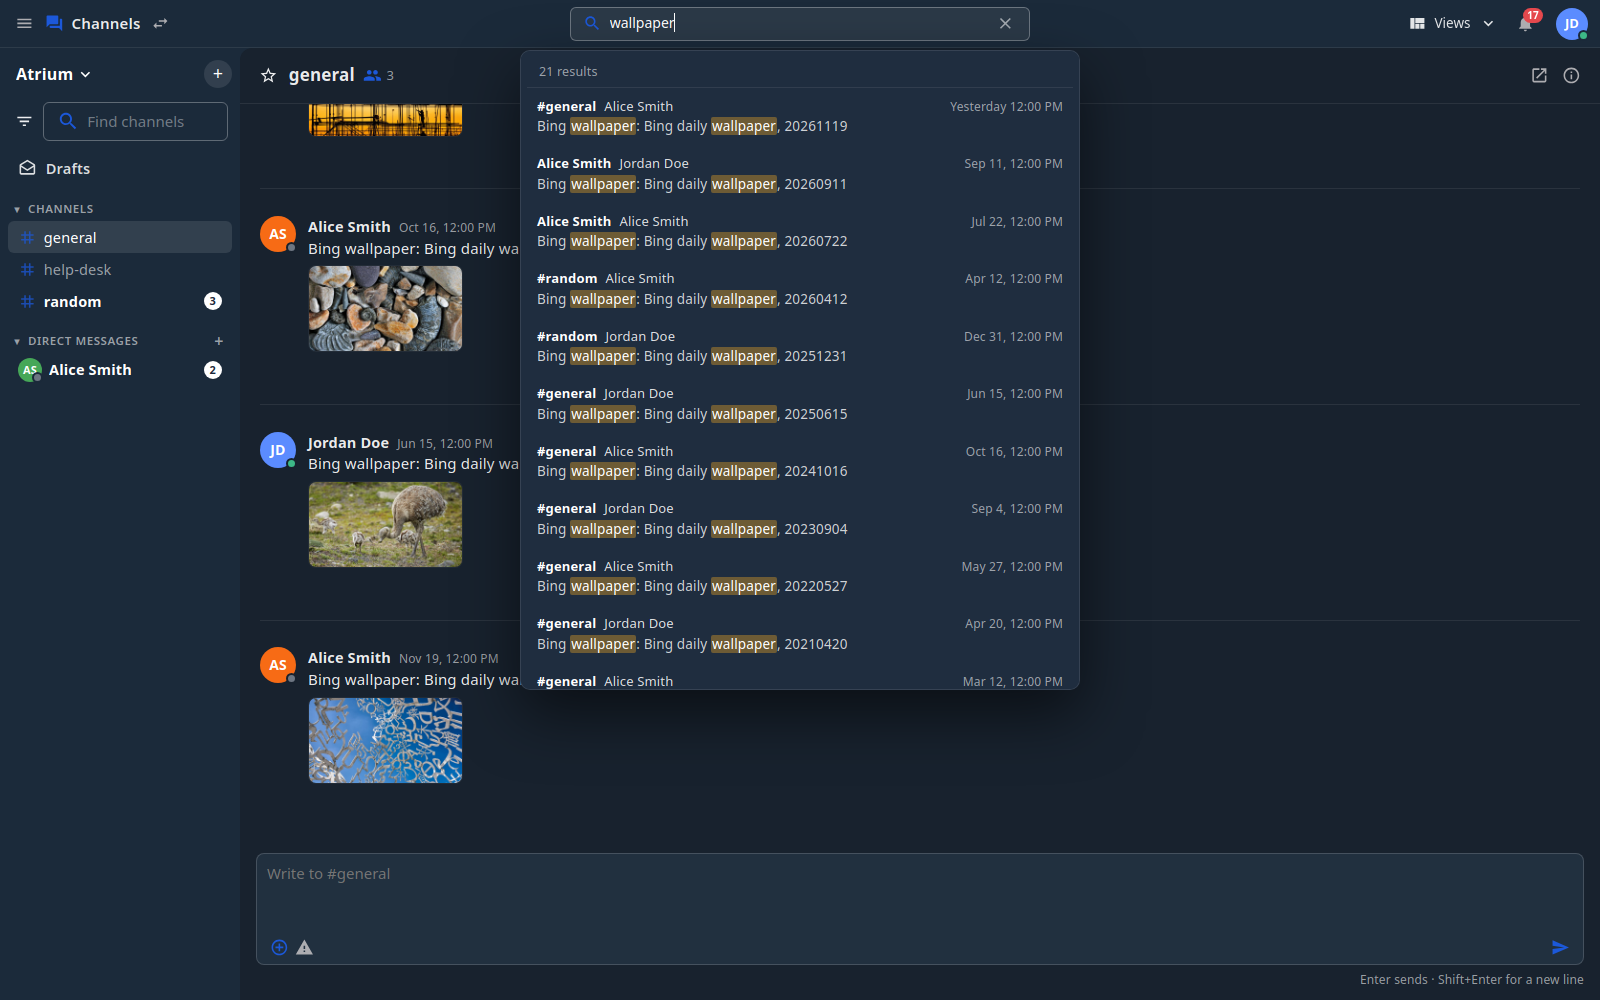 Channels
wallpaper
Views
17
JD
Atrium
+
Find channels
Drafts
CHANNELS
general
help-desk
random 3
DIRECT MESSAGES +
AS Alice Smith 2
general 3
AS Alice Smith Oct 16, 12:00 PM
Bing wallpaper: Bing daily wa
JD Jordan Doe Jun 15, 12:00 PM
Bing wallpaper: Bing daily wa
AS Alice Smith Nov 19, 12:00 PM
Bing wallpaper: Bing daily wa
21 results
#general Alice Smith Yesterday 12:00 PM
Bing wallpaper: Bing daily wallpaper, 20261119
Alice Smith Jordan Doe Sep 11, 12:00 PM
Bing wallpaper: Bing daily wallpaper, 20260911
Alice Smith Alice Smith Jul 22, 12:00 PM
Bing wallpaper: Bing daily wallpaper, 20260722
#random Alice Smith Apr 12, 12:00 PM
Bing wallpaper: Bing daily wallpaper, 20260412
#random Jordan Doe Dec 31, 12:00 PM
Bing wallpaper: Bing daily wallpaper, 20251231
#general Jordan Doe Jun 15, 12:00 PM
Bing wallpaper: Bing daily wallpaper, 20250615
#general Alice Smith Oct 16, 12:00 PM
Bing wallpaper: Bing daily wallpaper, 20241016
#general Jordan Doe Sep 4, 12:00 PM
Bing wallpaper: Bing daily wallpaper, 20230904
#general Alice Smith May 27, 12:00 PM
Bing wallpaper: Bing daily wallpaper, 20220527
#general Jordan Doe Apr 20, 12:00 PM
Bing wallpaper: Bing daily wallpaper, 20210420
#general Alice Smith Mar 12, 12:00 PM
Write to #general
Enter sends · Shift+Enter for a new line